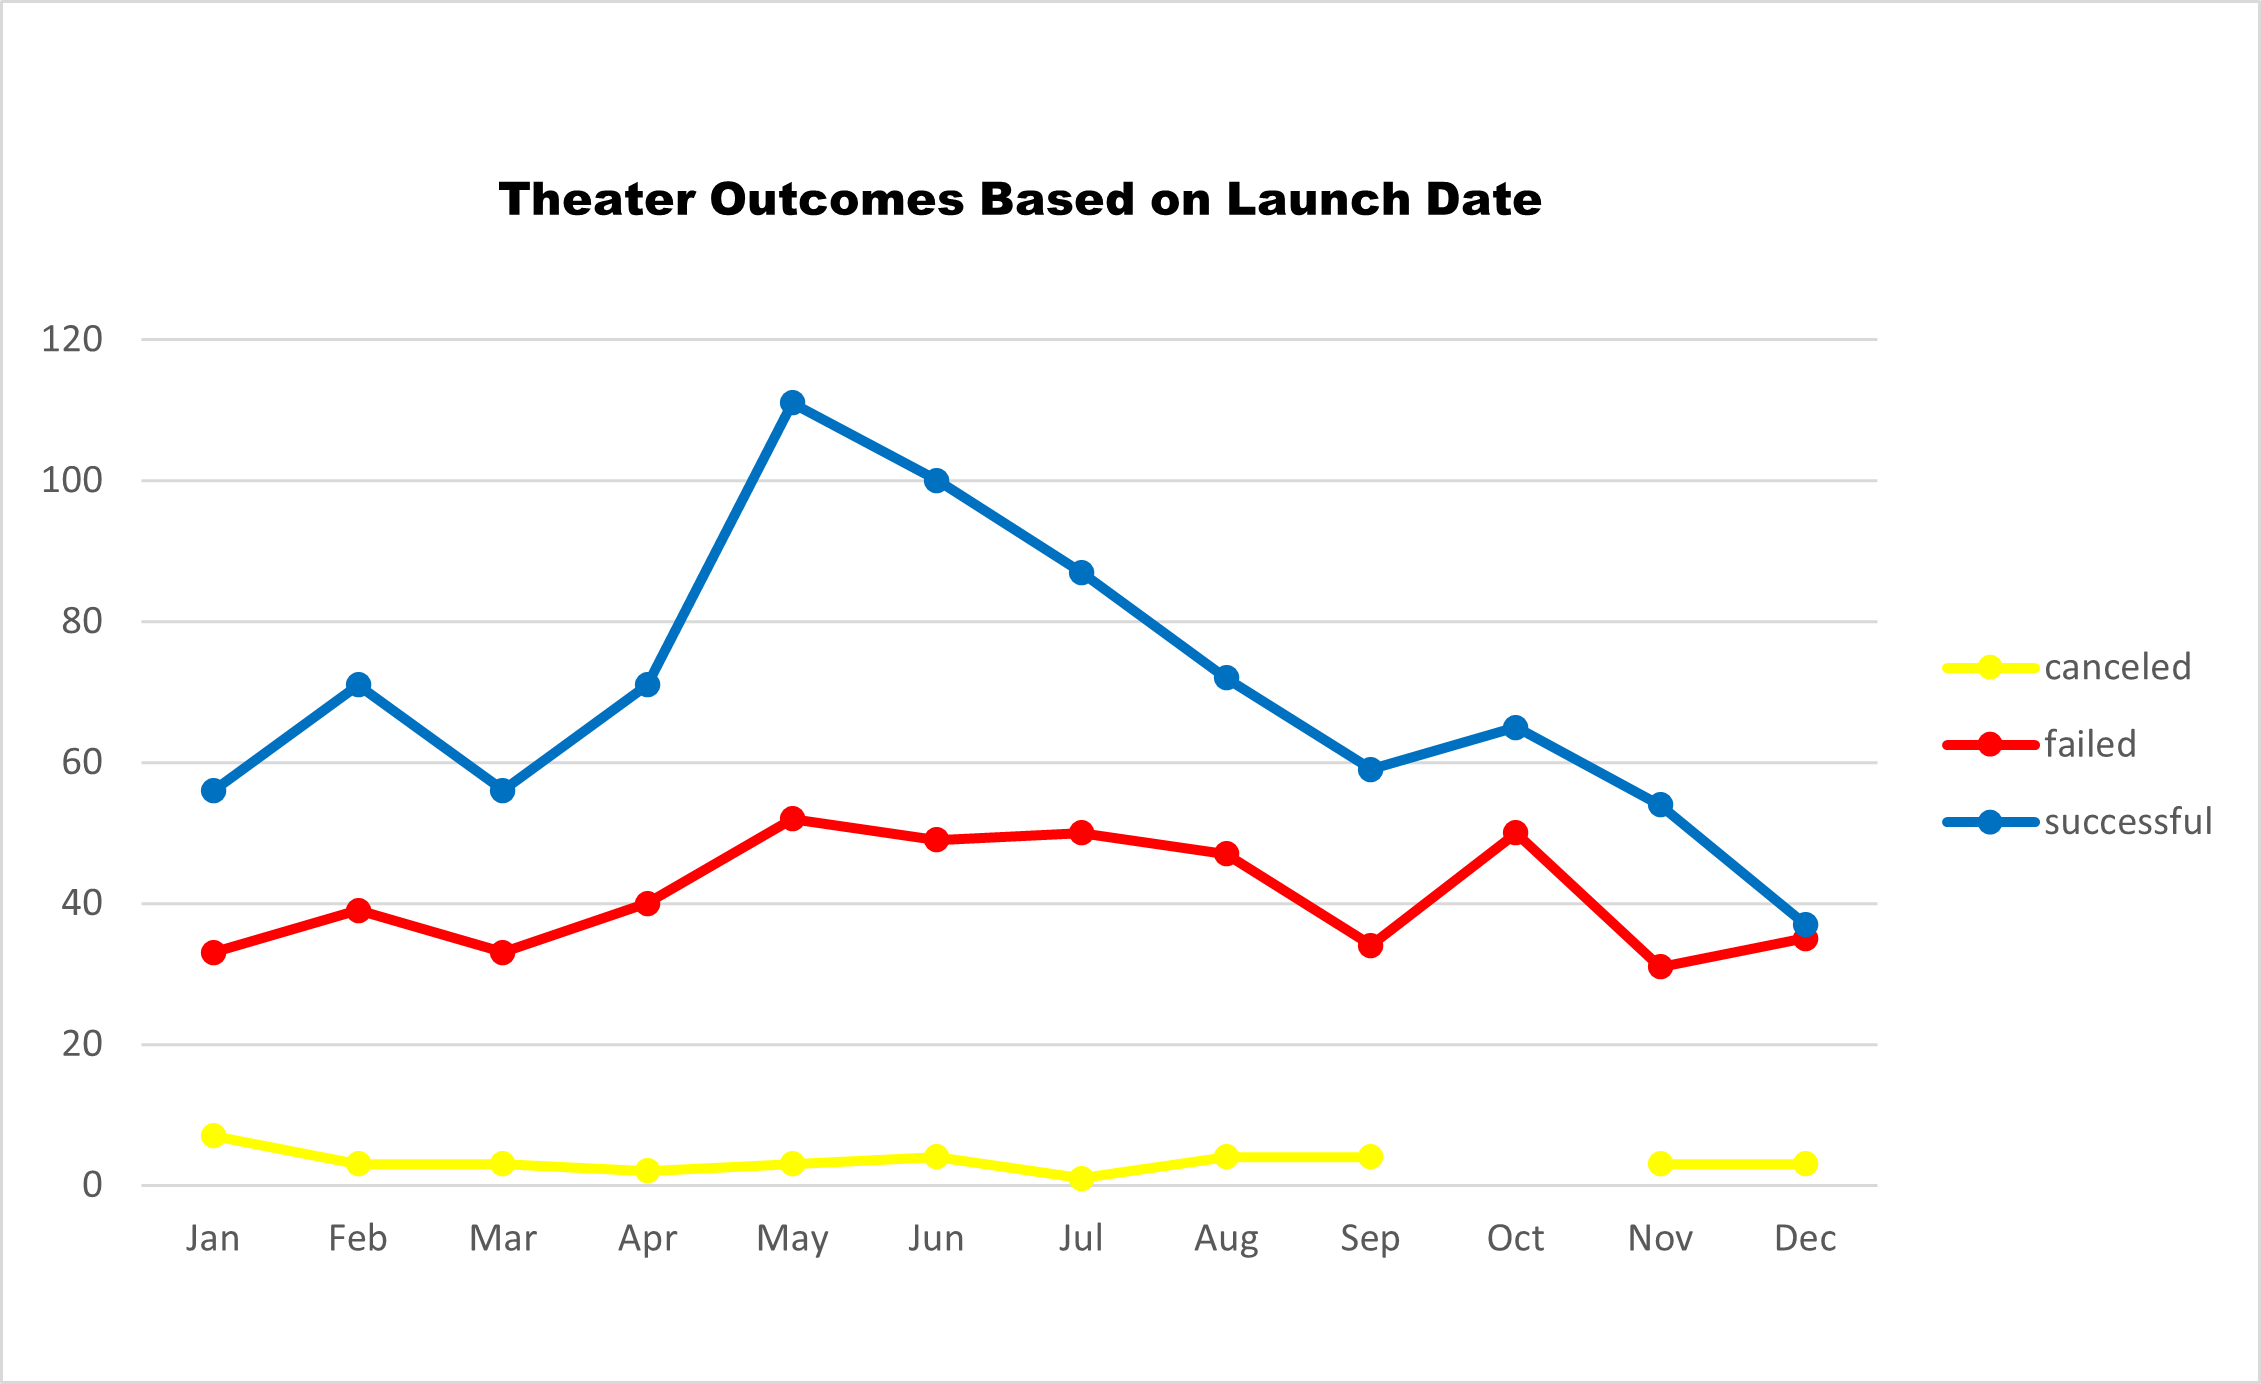 Theater Outcomes Based on Launch Date
120
100
80
60
40
20
0
Jan Feb Mar Apr May Jun Jul Aug Sep Oct Nov Dec
canceled
failed
successful